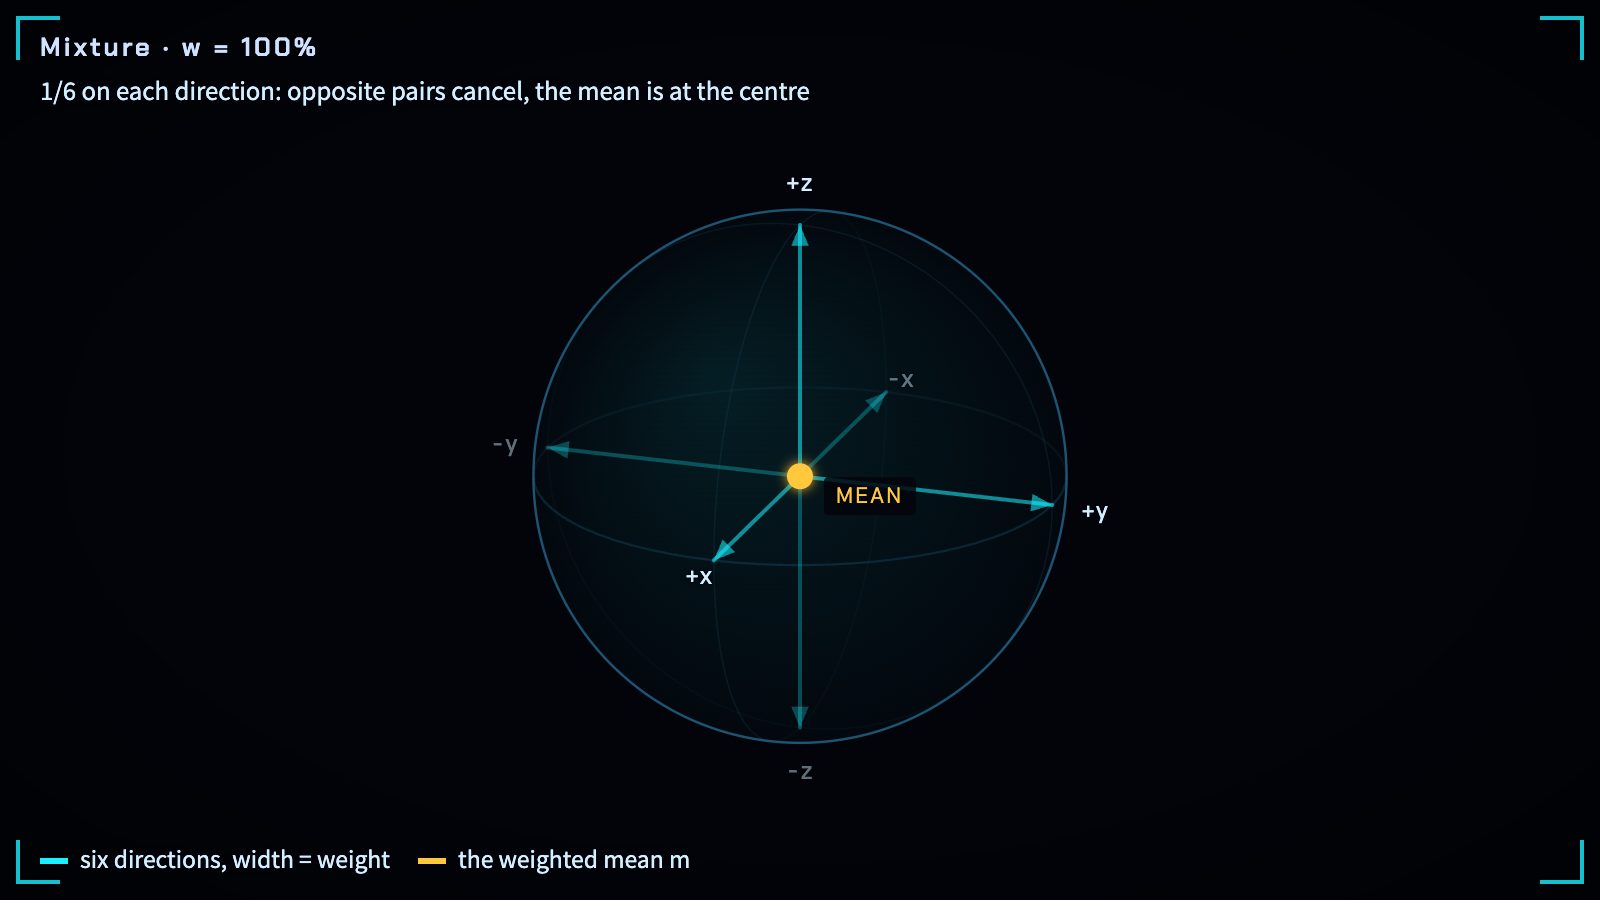 Mixture · w = 100%
1/6 on each direction: opposite pairs cancel, the mean is at the centre
+z
-x
-y
MEAN
+y
+x
-z
six directions, width = weight
the weighted mean m